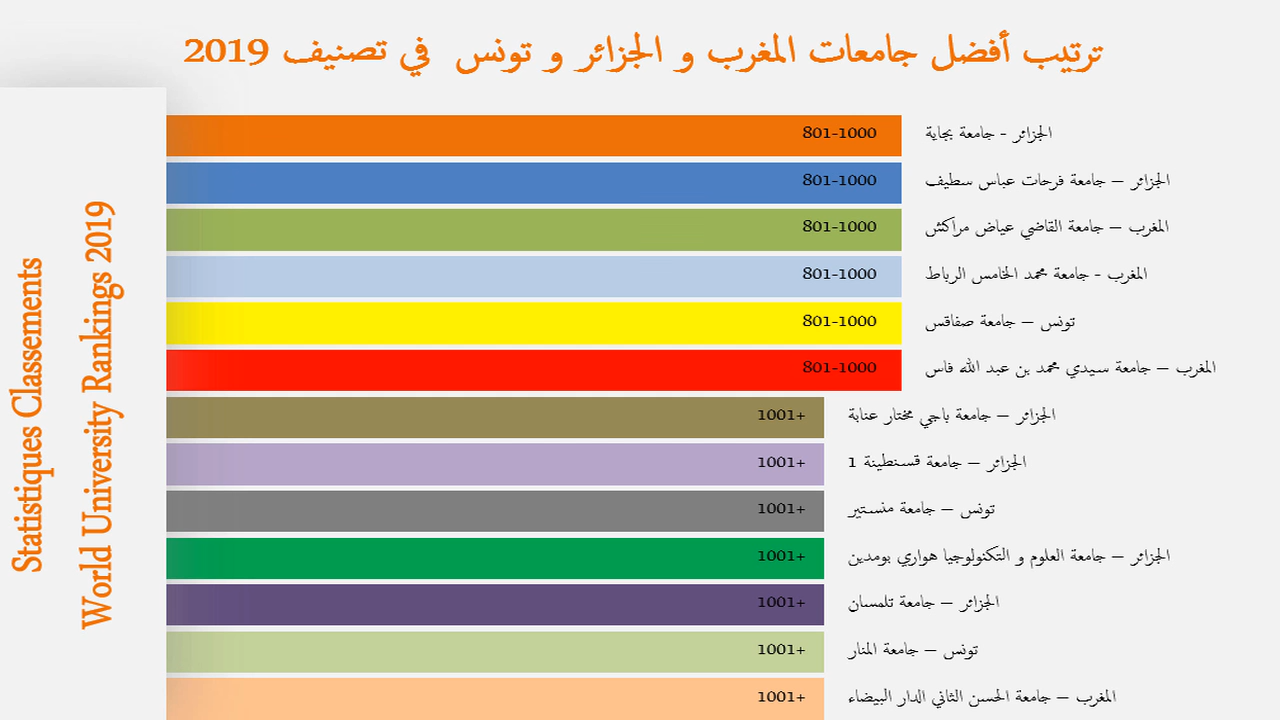 ترتيب أفضل جامعات المغرب و الجزائر و تونس في تصنيف 2019
Statistiques Classements
World University Rankings 2019
801-1000 الجزائر - جامعة بجاية
801-1000 الجزائر – جامعة فرحات عباس سطيف
801-1000 المغرب – جامعة القاضي عياض مراكش
801-1000 المغرب - جامعة محمد الخامس الرباط
801-1000 تونس – جامعة صفاقس
801-1000 المغرب – جامعة سيدي محمد بن عبد الله فاس
1001+ الجزائر – جامعة باجي مختار عنابة
1001+ الجزائر – جامعة قسنطينة 1
1001+ تونس – جامعة منستير
1001+ الجزائر – جامعة العلوم و التكنولوجيا هواري بومدين
1001+ الجزائر – جامعة تلمسان
1001+ تونس – جامعة المنار
1001+ المغرب – جامعة الحسن الثاني الدار البيضاء